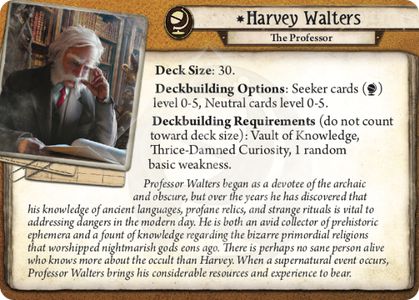 *Harvey Walters
The Professor
Deck Size: 30.
Deckbuilding Options: Seeker cards ()
level 0-5, Neutral cards level 0-5.
Deckbuilding Requirements (do not count
toward deck size): Vault of Knowledge,
Thrice-Damned Curiosity, 1 random
basic weakness.
Professor Walters began as a devotee of the archaic
and obscure, but over the years he has discovered that
his knowledge of ancient languages, profane relics, and strange rituals is vital to
addressing dangers in the modern day. He is both an avid collector of prehistoric
ephemera and a fount of knowledge regarding the bizarre primordial religions
that worshipped nightmarish gods eons ago. There is perhaps no sane person alive
who knows more about the occult than Harvey. When a supernatural event occurs,
Professor Walters brings his considerable resources and experience to bear.